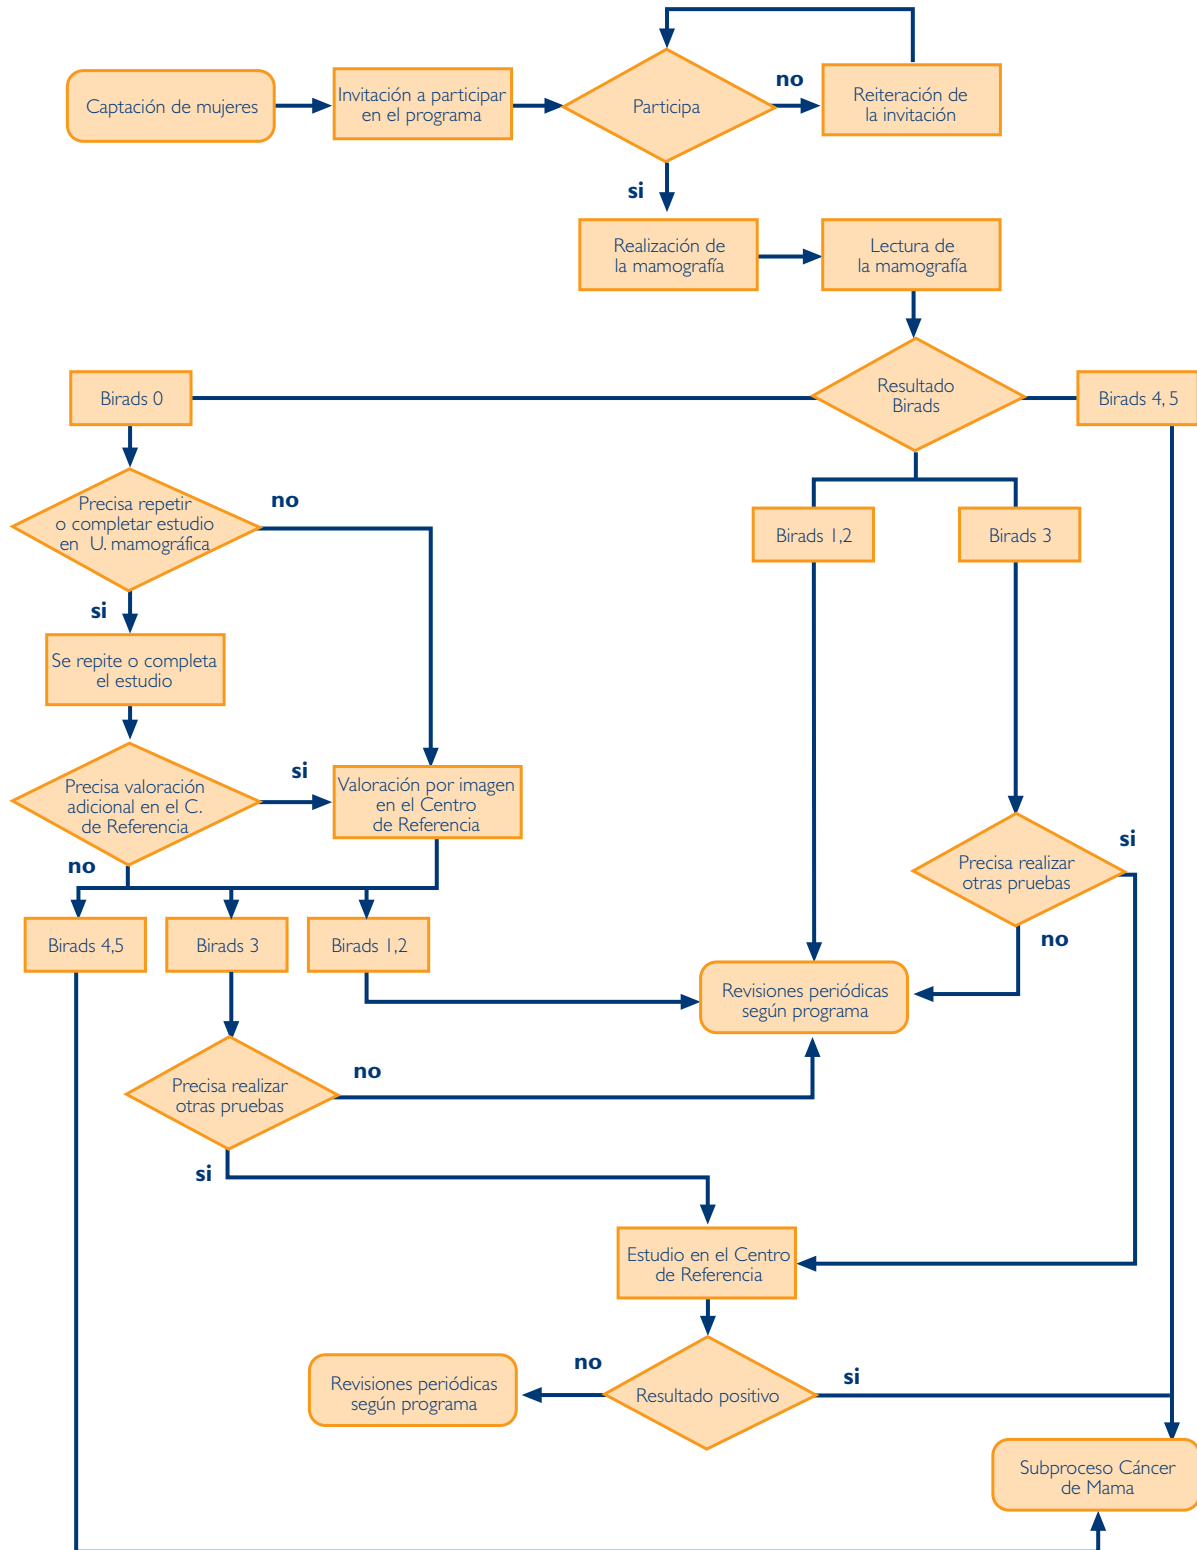 Captación de mujeres
Invitación a participar
en el programa
Participa
no
Reiteración de
la invitación
si
Realización de
la mamografía
Lectura de
la mamografía
Resultado
Birads
Birads 0
Birads 4, 5
Precisa repetir
o completar estudio
en U. mamográfica
no
Birads 1,2
Birads 3
si
Se repite o completa
el estudio
Precisa valoración
adicional en el C.
de Referencia
si
Valoración por imagen
en el Centro
de Referencia
no
Precisa realizar
otras pruebas
si
no
Birads 4,5
Birads 3
Birads 1,2
Revisiones periódicas
según programa
Precisa realizar
otras pruebas
no
si
Estudio en el Centro
de Referencia
Resultado positivo
no
si
Revisiones periódicas
según programa
Subproceso Cáncer
de Mama